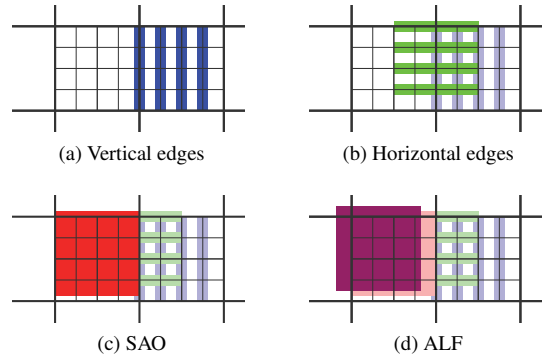 (a) Vertical edges
(b) Horizontal edges
(c) SAO
(d) ALF